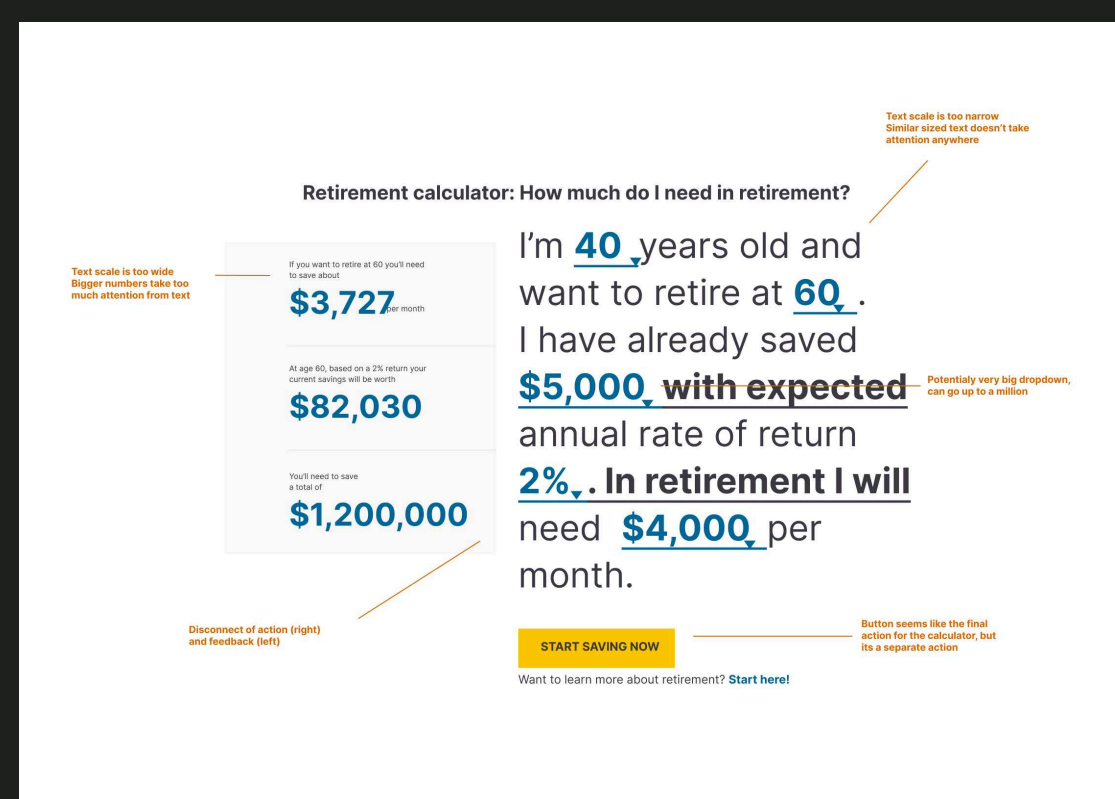 Text scale is too narrow
Similar sized text doesn't take
attention anywhere
Retirement calculator: How much do I need in retirement?
Text scale is too wide
Bigger numbers take too
much attention from text
If you want to retire at 60 you'll need
to save about
$3,727 per month
At age 60, based on a 2% return your
current savings will be worth
$82,030
You'll need to save
a total of
$1,200,000
Disconnect of action (right)
and feedback (left)
I'm 40 years old and
want to retire at 60 .
I have already saved
$5,000 with expected
annual rate of return
2% . In retirement I will
need $4,000 per
month.
Potentialy very big dropdown,
can go up to a million
START SAVING NOW
Button seems like the final
action for the calculator, but
its a separate action
Want to learn more about retirement? Start here!